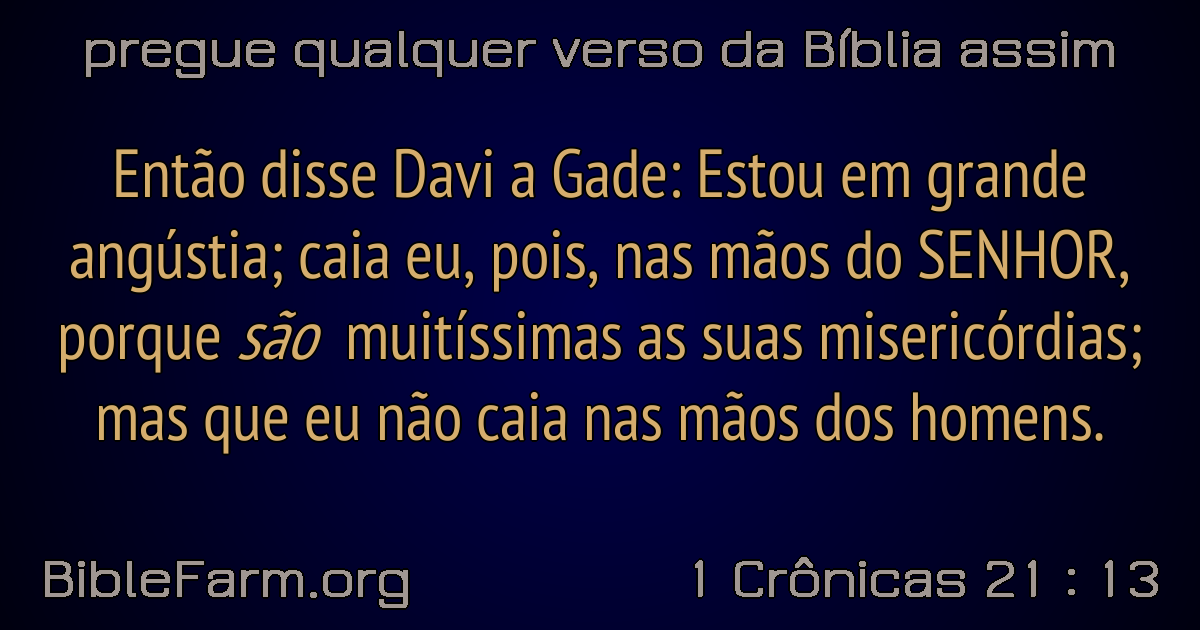 pregue qualquer verso da Bíblia assim
Então disse Davi a Gade: Estou em grande
angústia; caia eu, pois, nas mãos do SENHOR,
porque são muitíssimas as suas misericórdias;
mas que eu não caia nas mãos dos homens.
BibleFarm.org
1 Crônicas 21 : 13